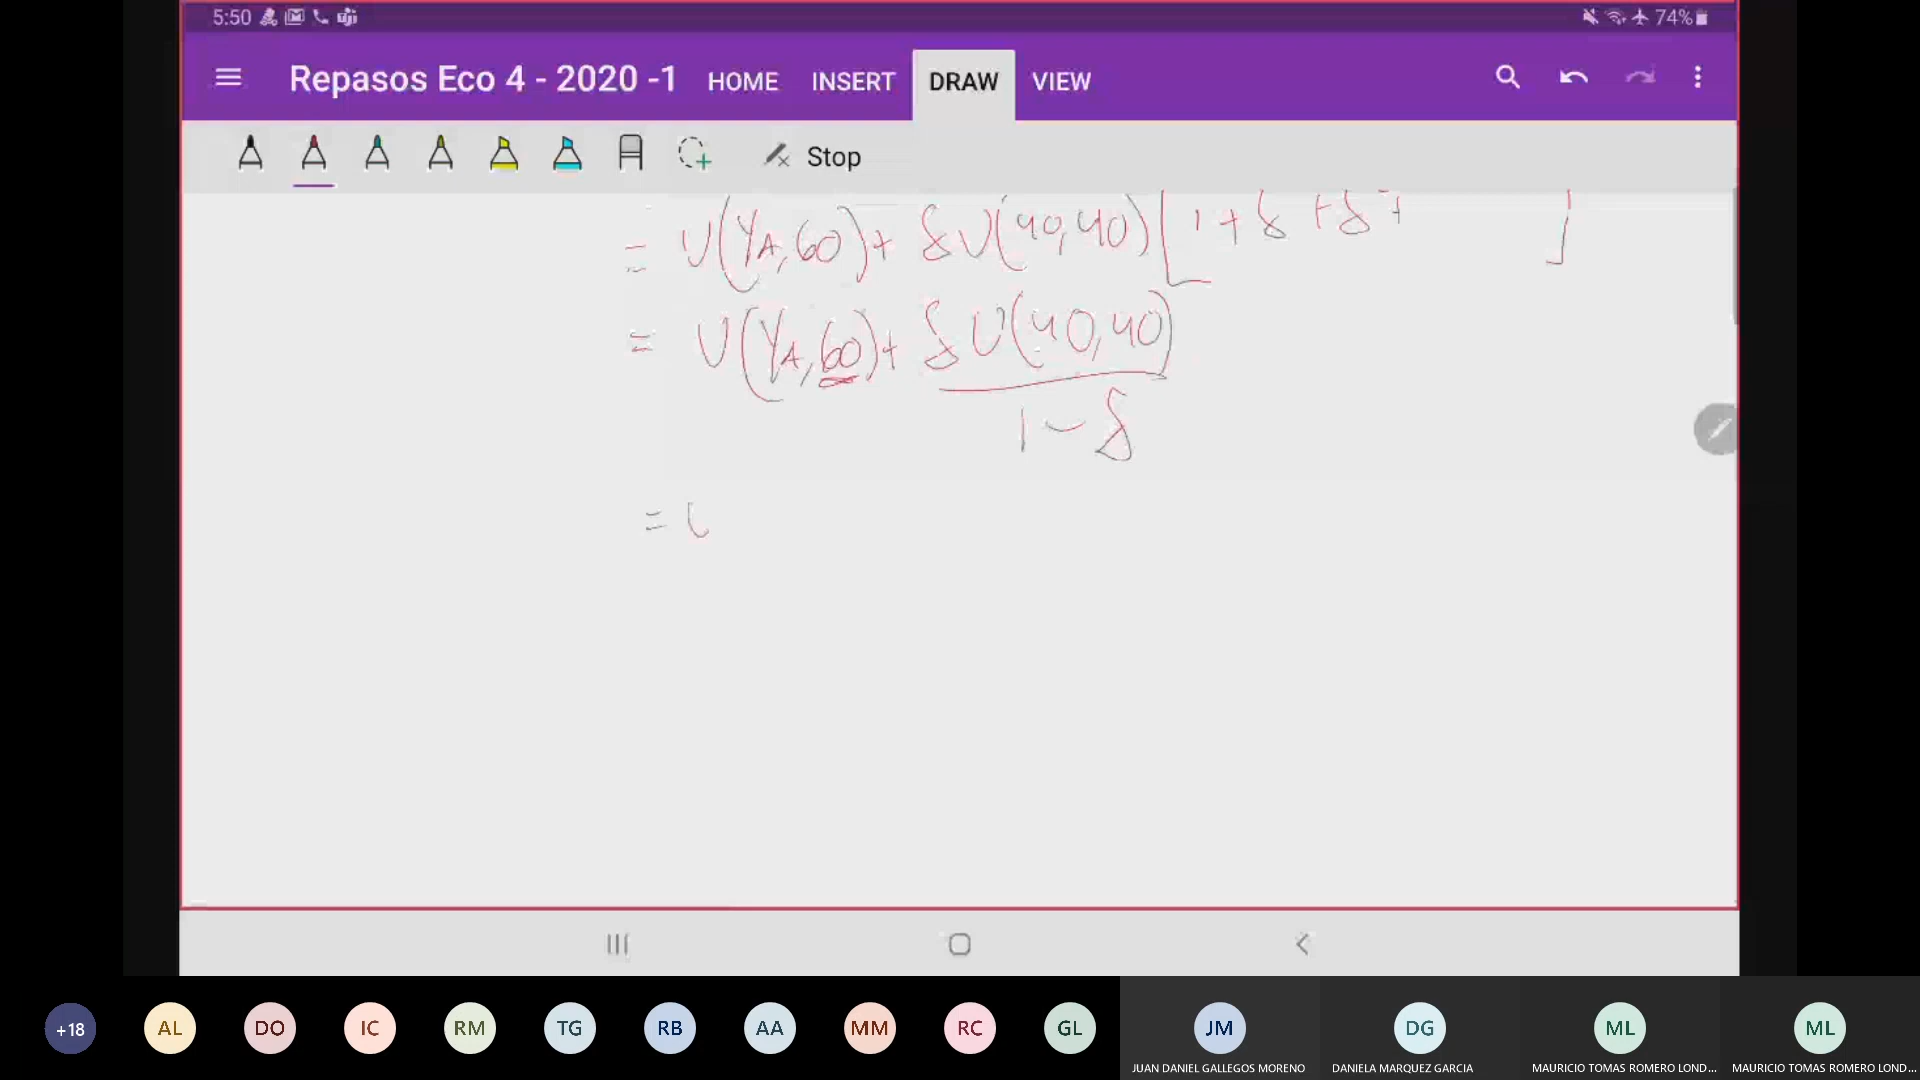 5:50 74%
Repasos Eco 4 - 2020 -1 HOME INSERT DRAW VIEW
Stop
= U(YA,60) + δU(40,40)[1 + δ + δ +        ]
= U(YA,60) + δU(40,40)
1 - δ
= U
+18 AL DO IC RM TG RB AA MM RC GL JM DG ML ML
JUAN DANIEL GALLEGOS MORENO DANIELA MARQUEZ GARCIA MAURICIO TOMAS ROMERO LOND... MAURICIO TOMAS ROMERO LOND...